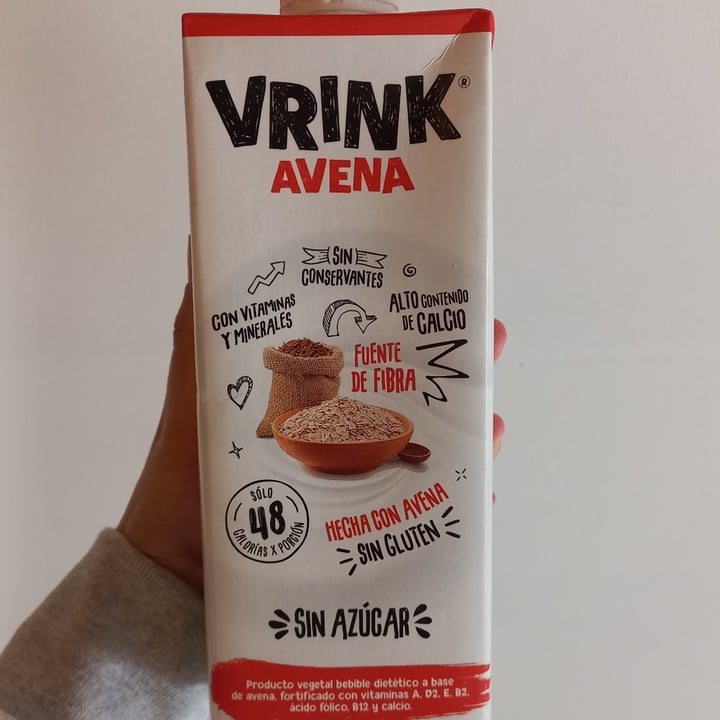 VRINK®
AVENA
SIN
CONSERVANTES
CON VITAMINAS
Y MINERALES
ALTO CONTENIDO
DE CALCIO
FUENTE
DE FIBRA
SÓLO
48
CALORÍAS X PORCIÓN
HECHA CON AVENA
SIN GLUTEN
SIN AZÚCAR
Producto vegetal bebible dietético a base
de avena, fortificado con vitaminas A, D2, E, B2,
ácido fólico, B12 y calcio.